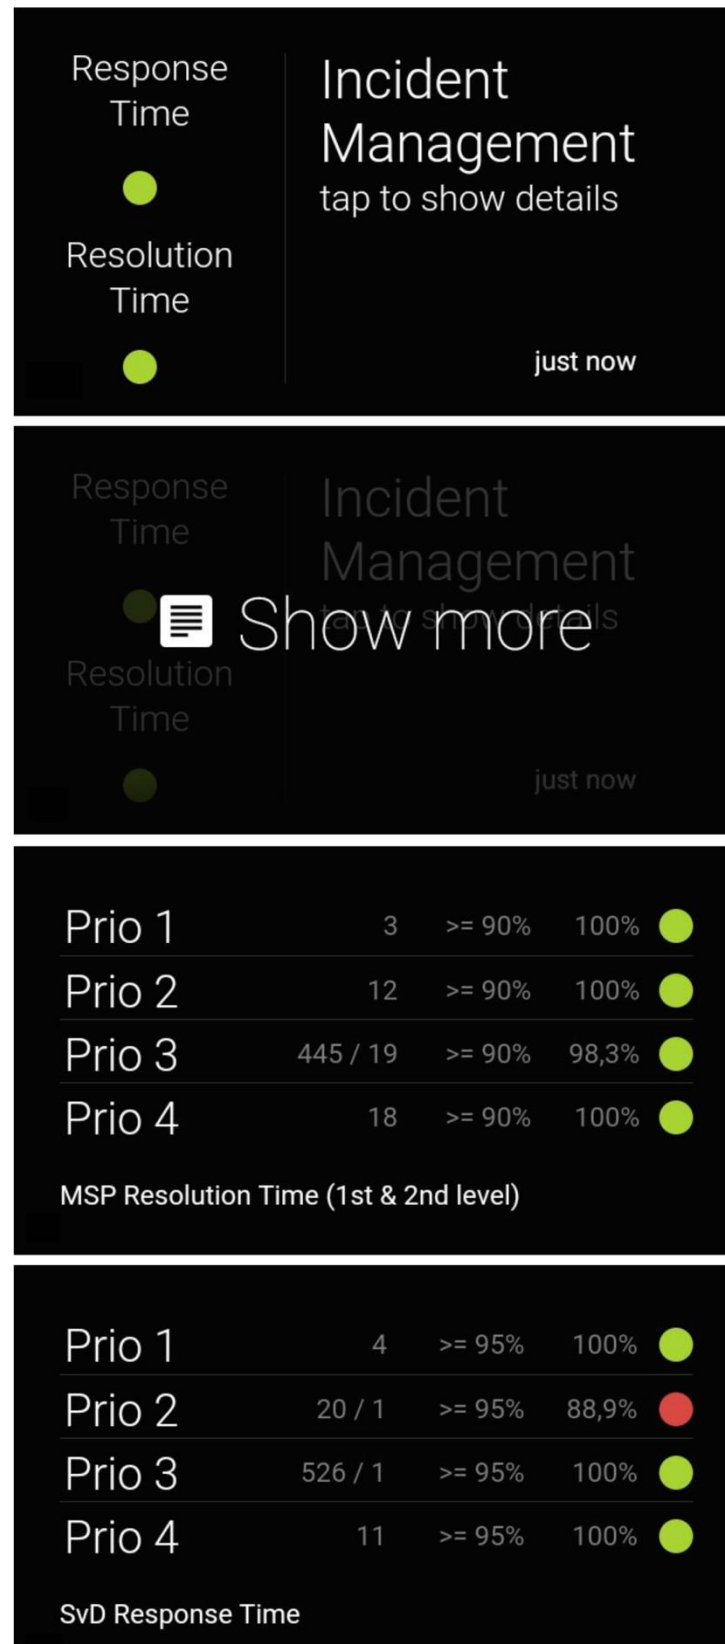 Response
Time
Resolution
Time
Incident
Management
tap to show details
just now
Response
Time
Resolution
Time
Incident
Management
tap to show details
Show more
just now
Prio 1 3 >= 90% 100%
Prio 2 12 >= 90% 100%
Prio 3 445 / 19 >= 90% 98,3%
Prio 4 18 >= 90% 100%
MSP Resolution Time (1st & 2nd level)
Prio 1 4 >= 95% 100%
Prio 2 20 / 1 >= 95% 88,9%
Prio 3 526 / 1 >= 95% 100%
Prio 4 11 >= 95% 100%
SvD Response Time